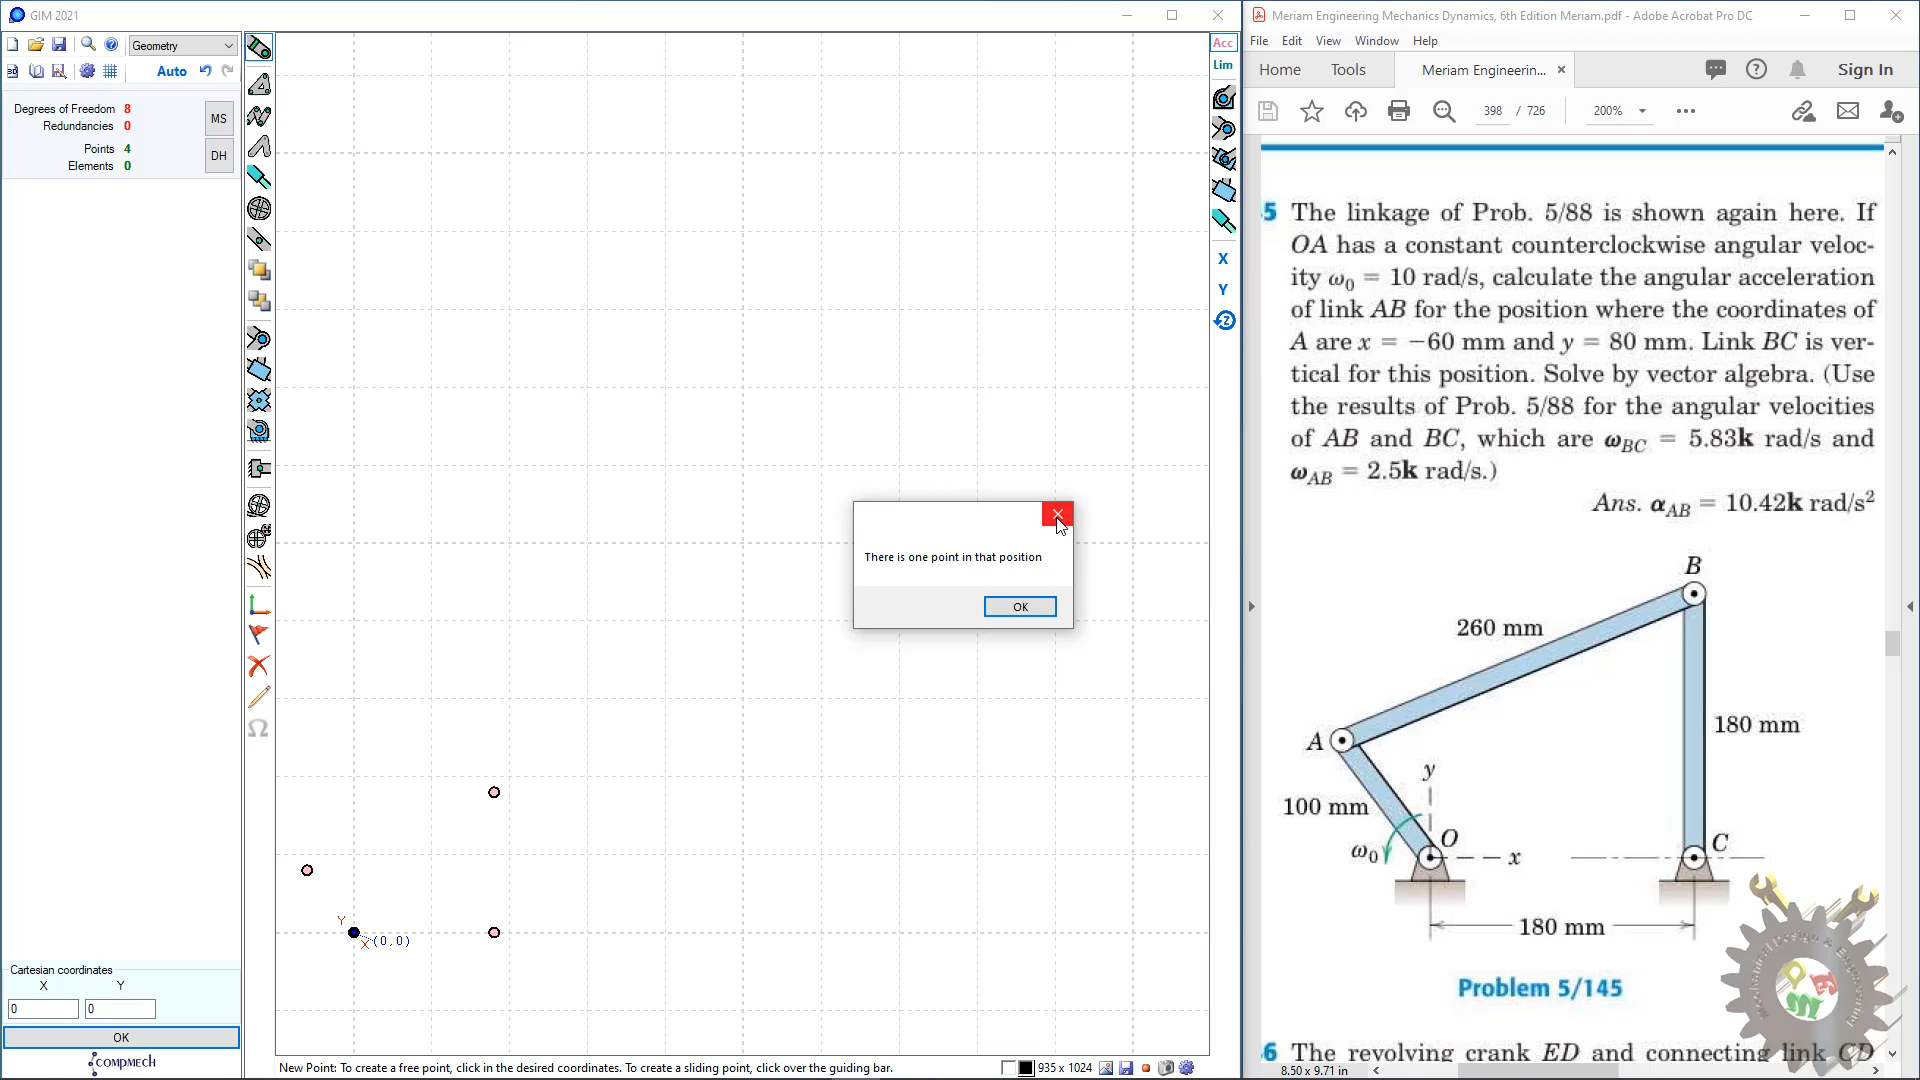 GIM 2021
Geometry
Auto
Degrees of Freedom 8
Redundancies 0
Points 4
Elements 0
MS
DH
Cartesian coordinates
X Y
0 0
OK
COMPMECH
Acc
Lim
X
Y
Z
There is one point in that position
OK
Y
X (0,0)
New Point: To create a free point, click in the desired coordinates. To create a sliding point, click over the guiding bar.
935 x 1024
Meriam Engineering Mechanics Dynamics, 6th Edition Meriam.pdf - Adobe Acrobat Pro DC
File Edit View Window Help
Home Tools Meriam Engineerin... Sign In
398 / 726 200%
5 The linkage of Prob. 5/88 is shown again here. If
OA has a constant counterclockwise angular veloc-
ity ω0 = 10 rad/s, calculate the angular acceleration
of link AB for the position where the coordinates of
A are x = −60 mm and y = 80 mm. Link BC is ver-
tical for this position. Solve by vector algebra. (Use
the results of Prob. 5/88 for the angular velocities
of AB and BC, which are ωBC = 5.83k rad/s and
ωAB = 2.5k rad/s.)
Ans. αAB = 10.42k rad/s²
B
260 mm
180 mm
A
y
100 mm
O
C
ω0
x
180 mm
Problem 5/145
Mechanical Design & Engineering
D
E
M
6 The revolving crank ED and connecting link CD
8.50 x 9.71 in